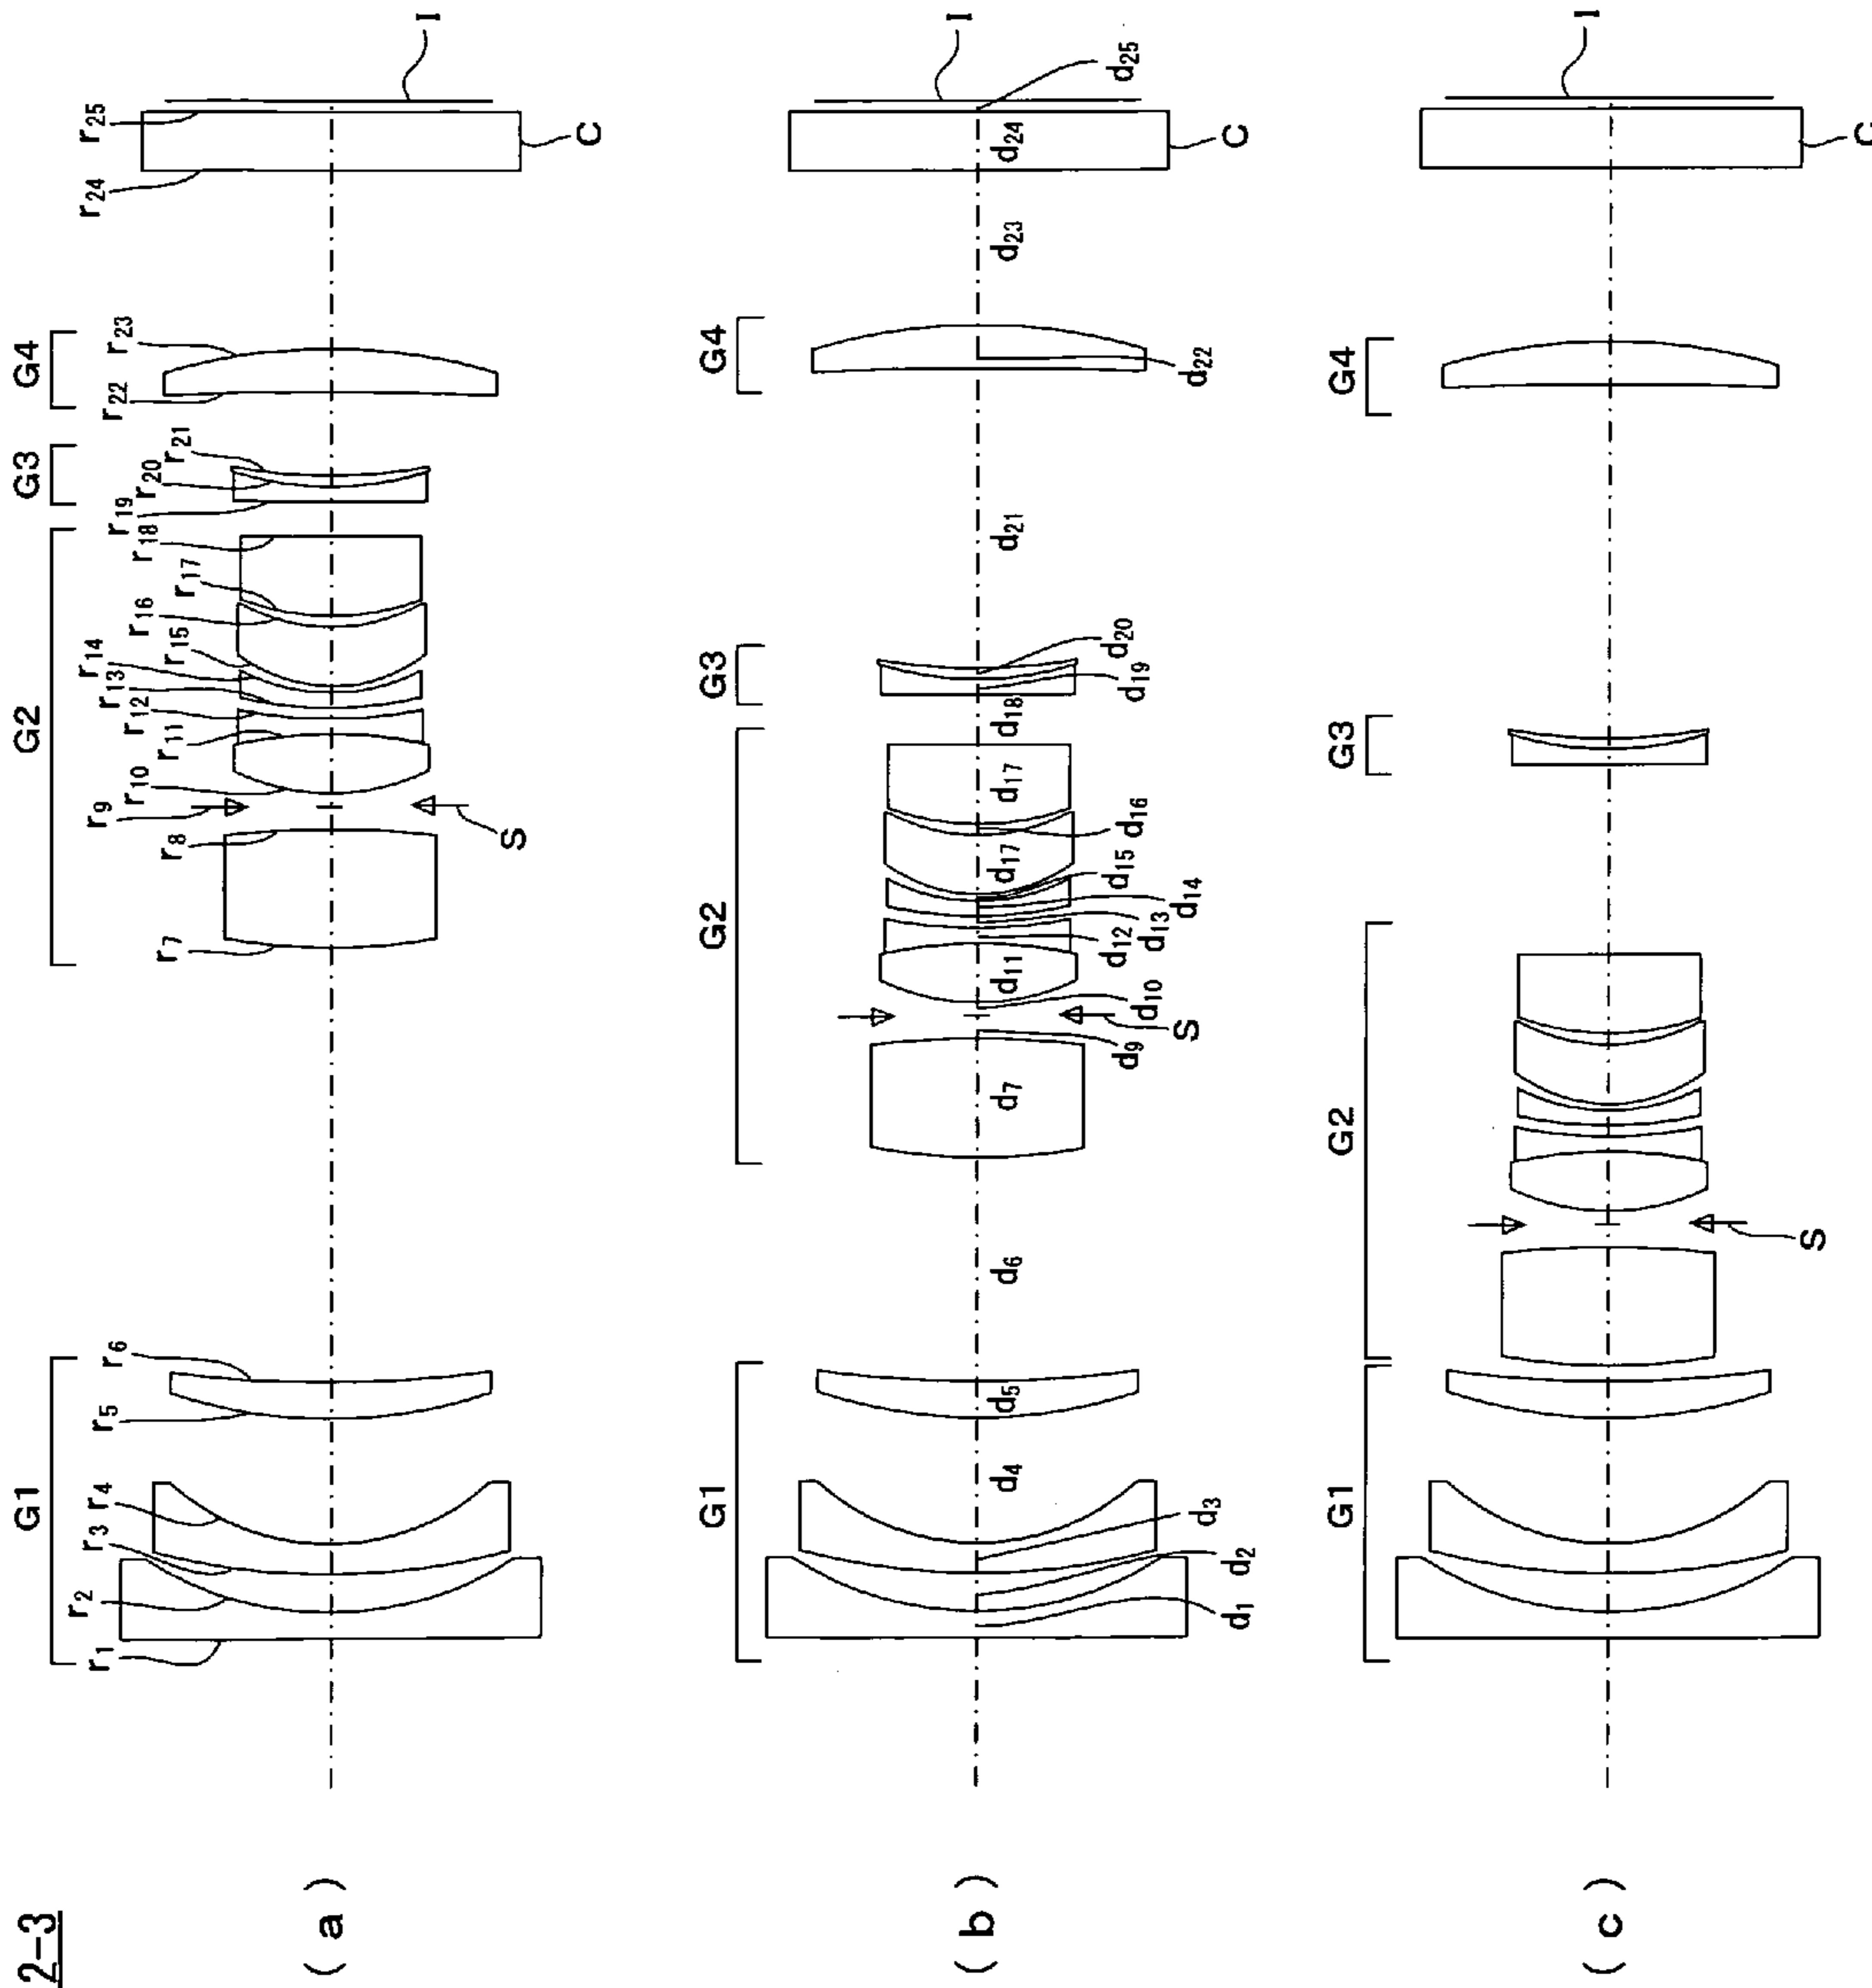 2-3
(a)
G1 G2 G3 G4
r1 r2 r3 r4 r5 r6 r7 r8 r9 r10 r11 r12 r13 r14 r15 r16 r17 r18 r19 r20 r21 r22 r23 r24 r25
S C I
(b)
G1 G2 G3 G4
d1 d2 d3 d4 d5 d6 d7 d9 d10 d11 d12 d13 d14 d15 d17 d16 d17 d18 d19 d20 d21 d22 d23 d24 d25
S C I
(c)
G1 G2 G3 G4
S C I